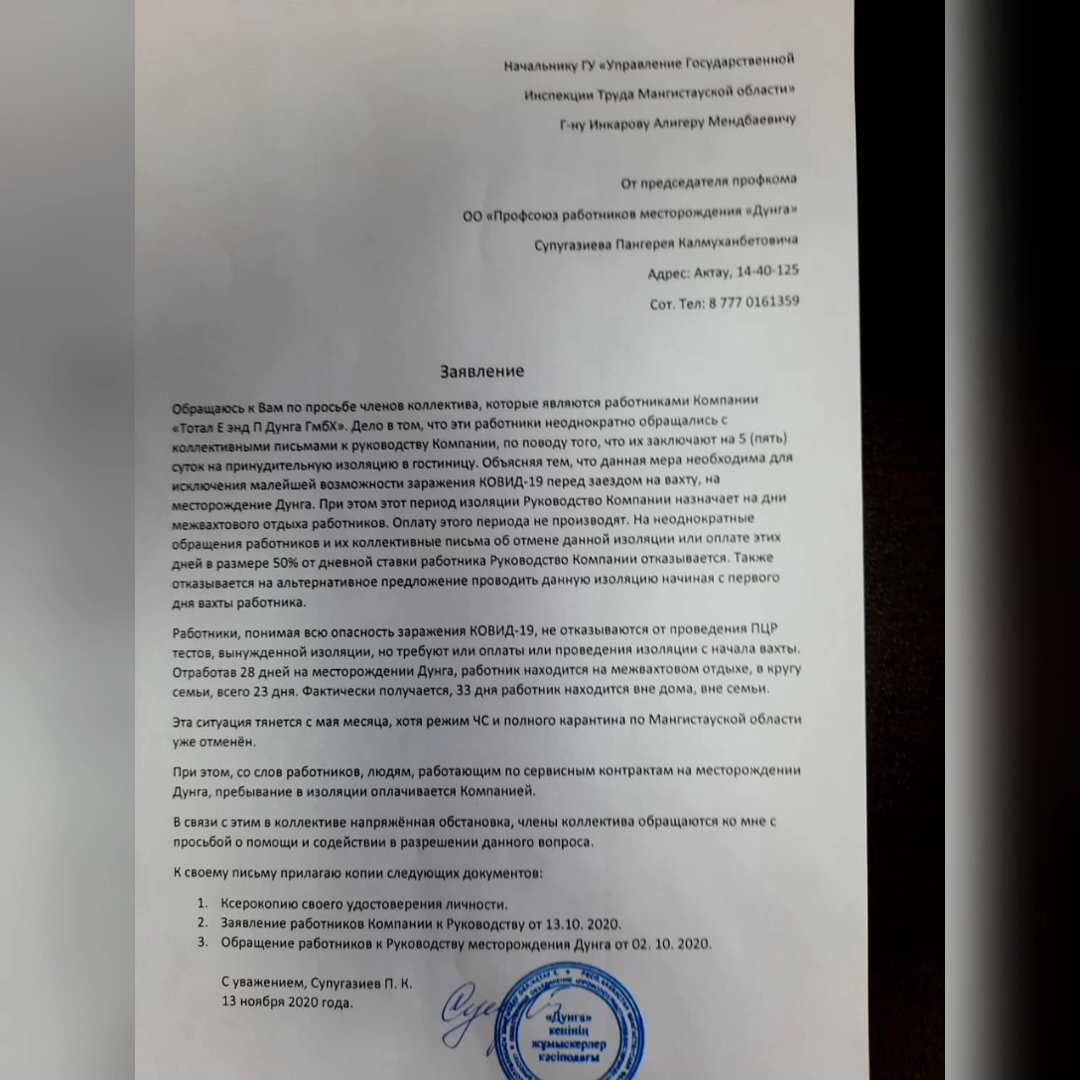 Начальнику ГУ «Управление Государственной
Инспекции Труда Мангистауской области»
Г-ну Инкарову Алигеру Мендбаевичу
От председателя профкома
ОО «Профсоюз работников месторождения «Дунга»
Супугазиева Пангерея Калмуханбетовича
Адрес: Актау, 14-40-125
Сот. Тел: 8 777 0161359
Заявление
Обращаюсь к Вам по просьбе членов коллектива, которые являются работниками Компании
«Тотал Е энд П Дунга ГмбХ». Дело в том, что эти работники неоднократно обращались с
коллективными письмами к руководству Компании, по поводу того, что их заключают на 5 (пять)
суток на принудительную изоляцию в гостиницу. Объясняя тем, что данная мера необходима для
исключения малейшей возможности заражения КОВИД-19 перед заездом на вахту, на
месторождение Дунга. При этом этот период изоляции Руководство Компании назначает на дни
межвахтового отдыха работников. Оплату этого периода не производят. На неоднократные
обращения работников и их коллективные письма об отмене данной изоляции или оплате этих
дней в размере 50% от дневной ставки работника Руководство Компании отказывается. Также
отказывается на альтернативное предложение проводить данную изоляцию начиная с первого
дня вахты работника.
Работники, понимая всю опасность заражения КОВИД-19, не отказываются от проведения ПЦР
тестов, вынужденной изоляции, но требуют или оплаты или проведения изоляции с начала вахты.
Отработав 28 дней на месторождении Дунга, работник находится на межвахтовом отдыхе, в кругу
семьи, всего 23 дня. Фактически получается, 33 дня работник находится вне дома, вне семьи.
Эта ситуация тянется с мая месяца, хотя режим ЧС и полного карантина по Мангистауской области
уже отменён.
При этом, со слов работников, людям, работающим по сервисным контрактам на месторождении
Дунга, пребывание в изоляции оплачивается Компанией.
В связи с этим в коллективе напряжённая обстановка, члены коллектива обращаются ко мне с
просьбой о помощи и содействии в разрешении данного вопроса.
К своему письму прилагаю копии следующих документов:
1. Ксерокопию своего удостоверения личности.
2. Заявление работников Компании к Руководству от 13.10. 2020.
3. Обращение работников к Руководству месторождения Дунга от 02. 10. 2020.
С уважением, Супугазиев П. К.
13 ноября 2020 года.
«Дунга»
кенінің
жұмыскерлер
кәсіподағы